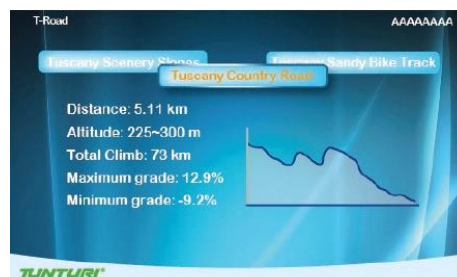 T-Road
AAAAAAAA
Tuscany Scenery Slopes
Tuscany Sandy Bike Track
Tuscany Country Road
Distance: 5.11 km
Altitude: 225~300 m
Total Climb: 73 km
Maximum grade: 12.9%
Minimum grade: -9.2%
TUNTURI